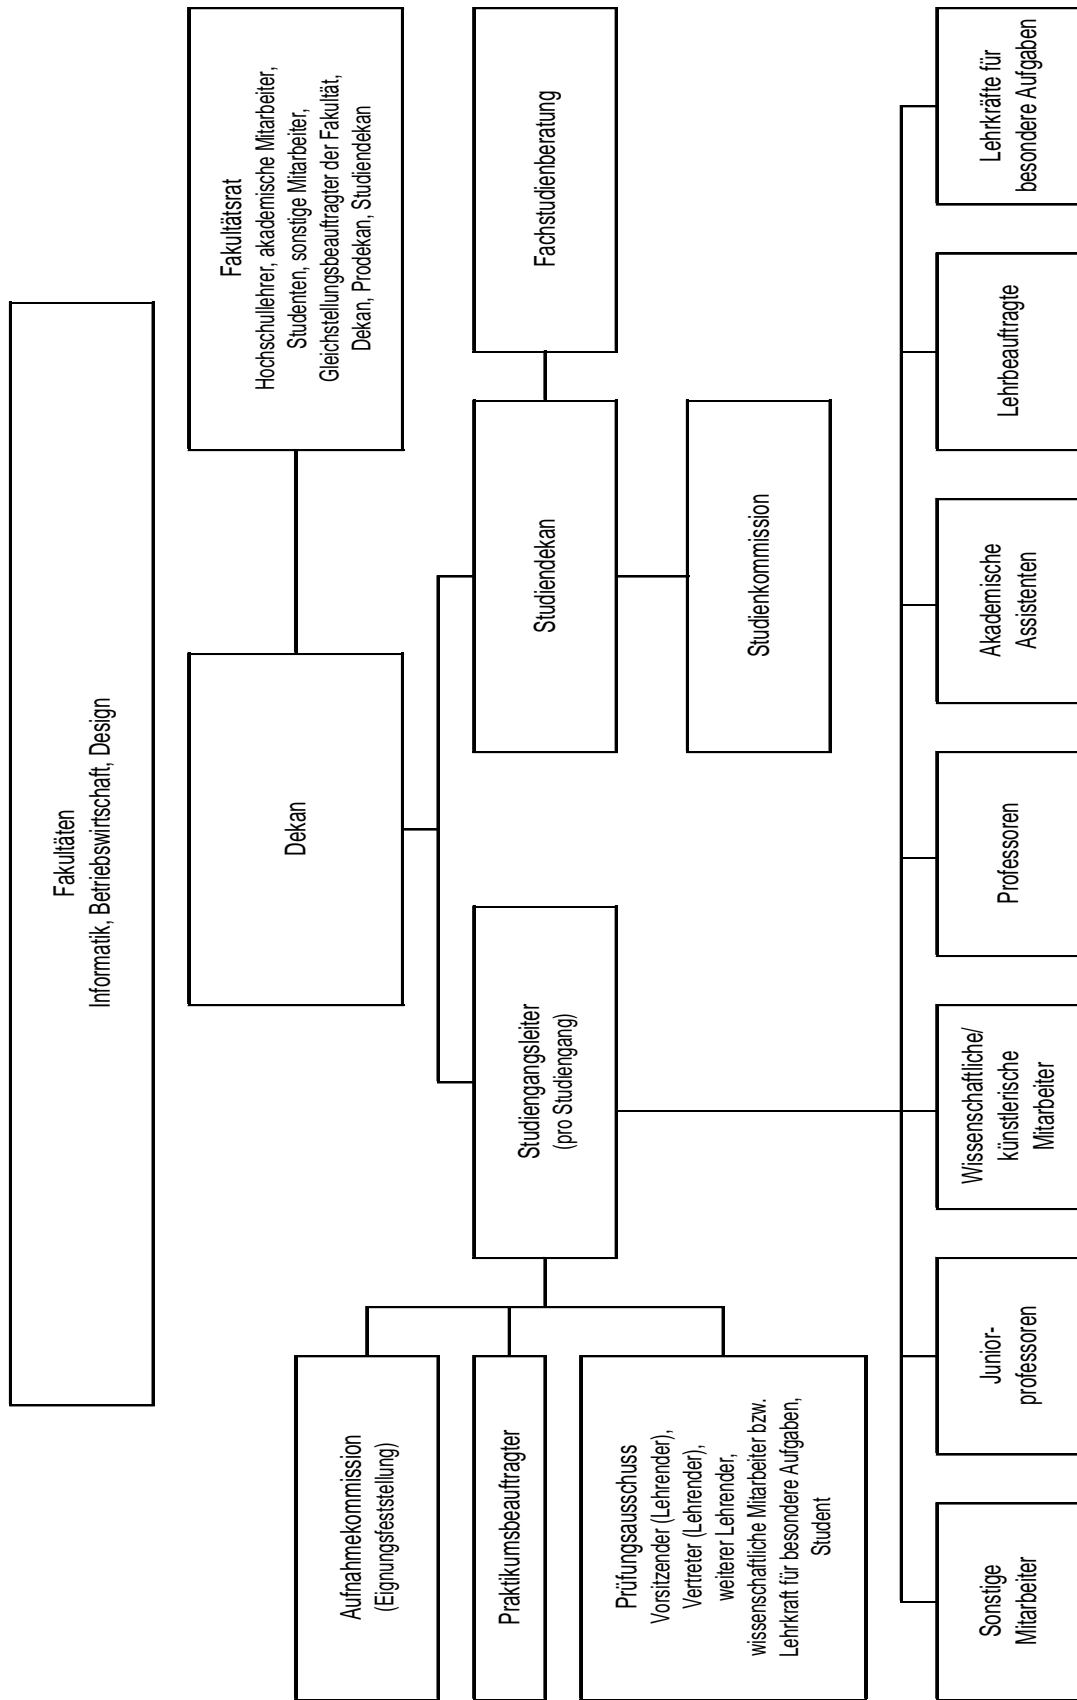 Fakultäten
Informatik, Betriebswirtschaft, Design
Dekan
Fakultätsrat
Hochschullehrer, akademische Mitarbeiter,
Studenten, sonstige Mitarbeiter,
Gleichstellungsbeauftragter der Fakultät,
Dekan, Prodekan, Studiendekan
Aufnahmekommission
(Eignungsfeststellung)
Praktikumsbeauftragter
Prüfungsausschuss
Vorsitzender (Lehrender),
Vertreter (Lehrender),
weiterer Lehrender,
wissenschaftliche Mitarbeiter bzw.
Lehrkraft für besondere Aufgaben,
Student
Studiengangsleiter
(pro Studiengang)
Studiendekan
Fachstudienberatung
Studienkommission
Sonstige
Mitarbeiter
Junior-
professoren
Wissenschaftliche/
künstlerische
Mitarbeiter
Professoren
Akademische
Assistenten
Lehrbeauftragte
Lehrkräfte für
besondere Aufgaben